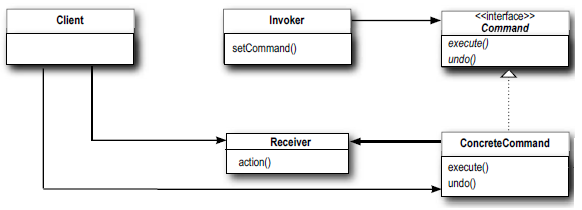 Client
Invoker
setCommand()
<<interface>>
Command
execute()
undo()
Receiver
action()
ConcreteCommand
execute()
undo()